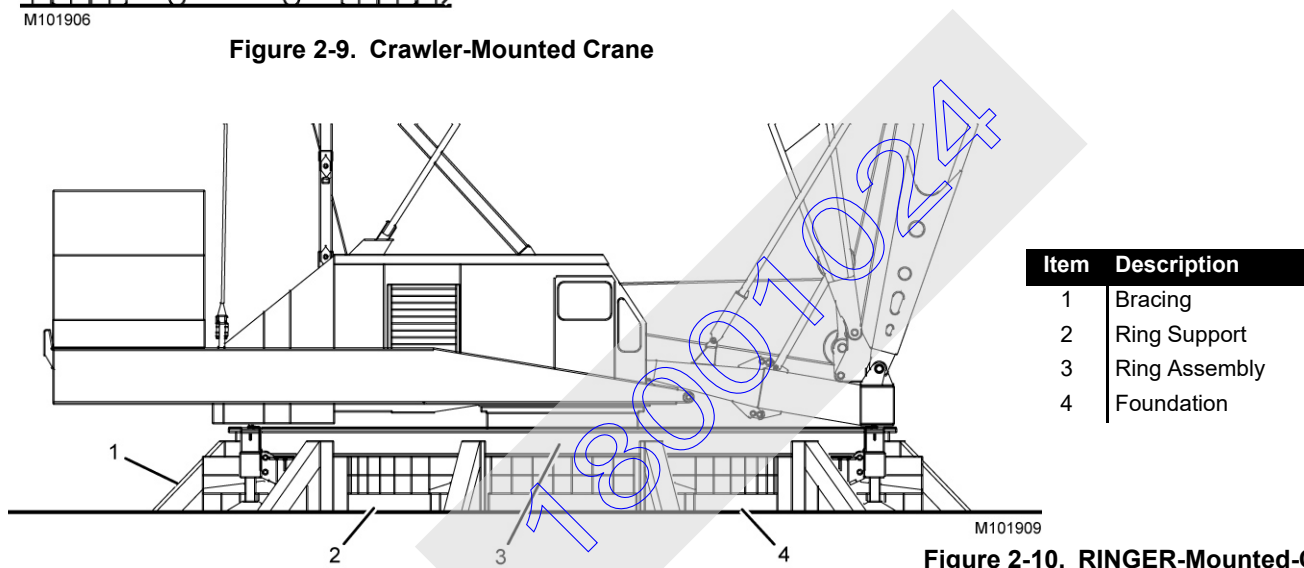 M101906
Figure 2-9. Crawler-Mounted Crane
18001024
Item Description
1 Bracing
2 Ring Support
3 Ring Assembly
4 Foundation
1
M101909
2 3 4
Figure 2-10. RINGER-Mounted-